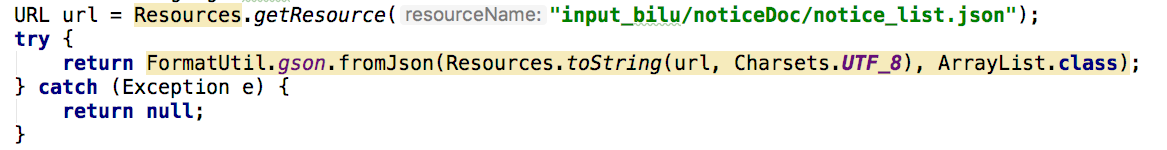 URL url = Resources.getResource( resourceName: "input_bilu/noticeDoc/notice_list.json");
try {
    return FormatUtil.gson.fromJson(Resources.toString(url, Charsets.UTF_8), ArrayList.class);
} catch (Exception e) {
    return null;
}